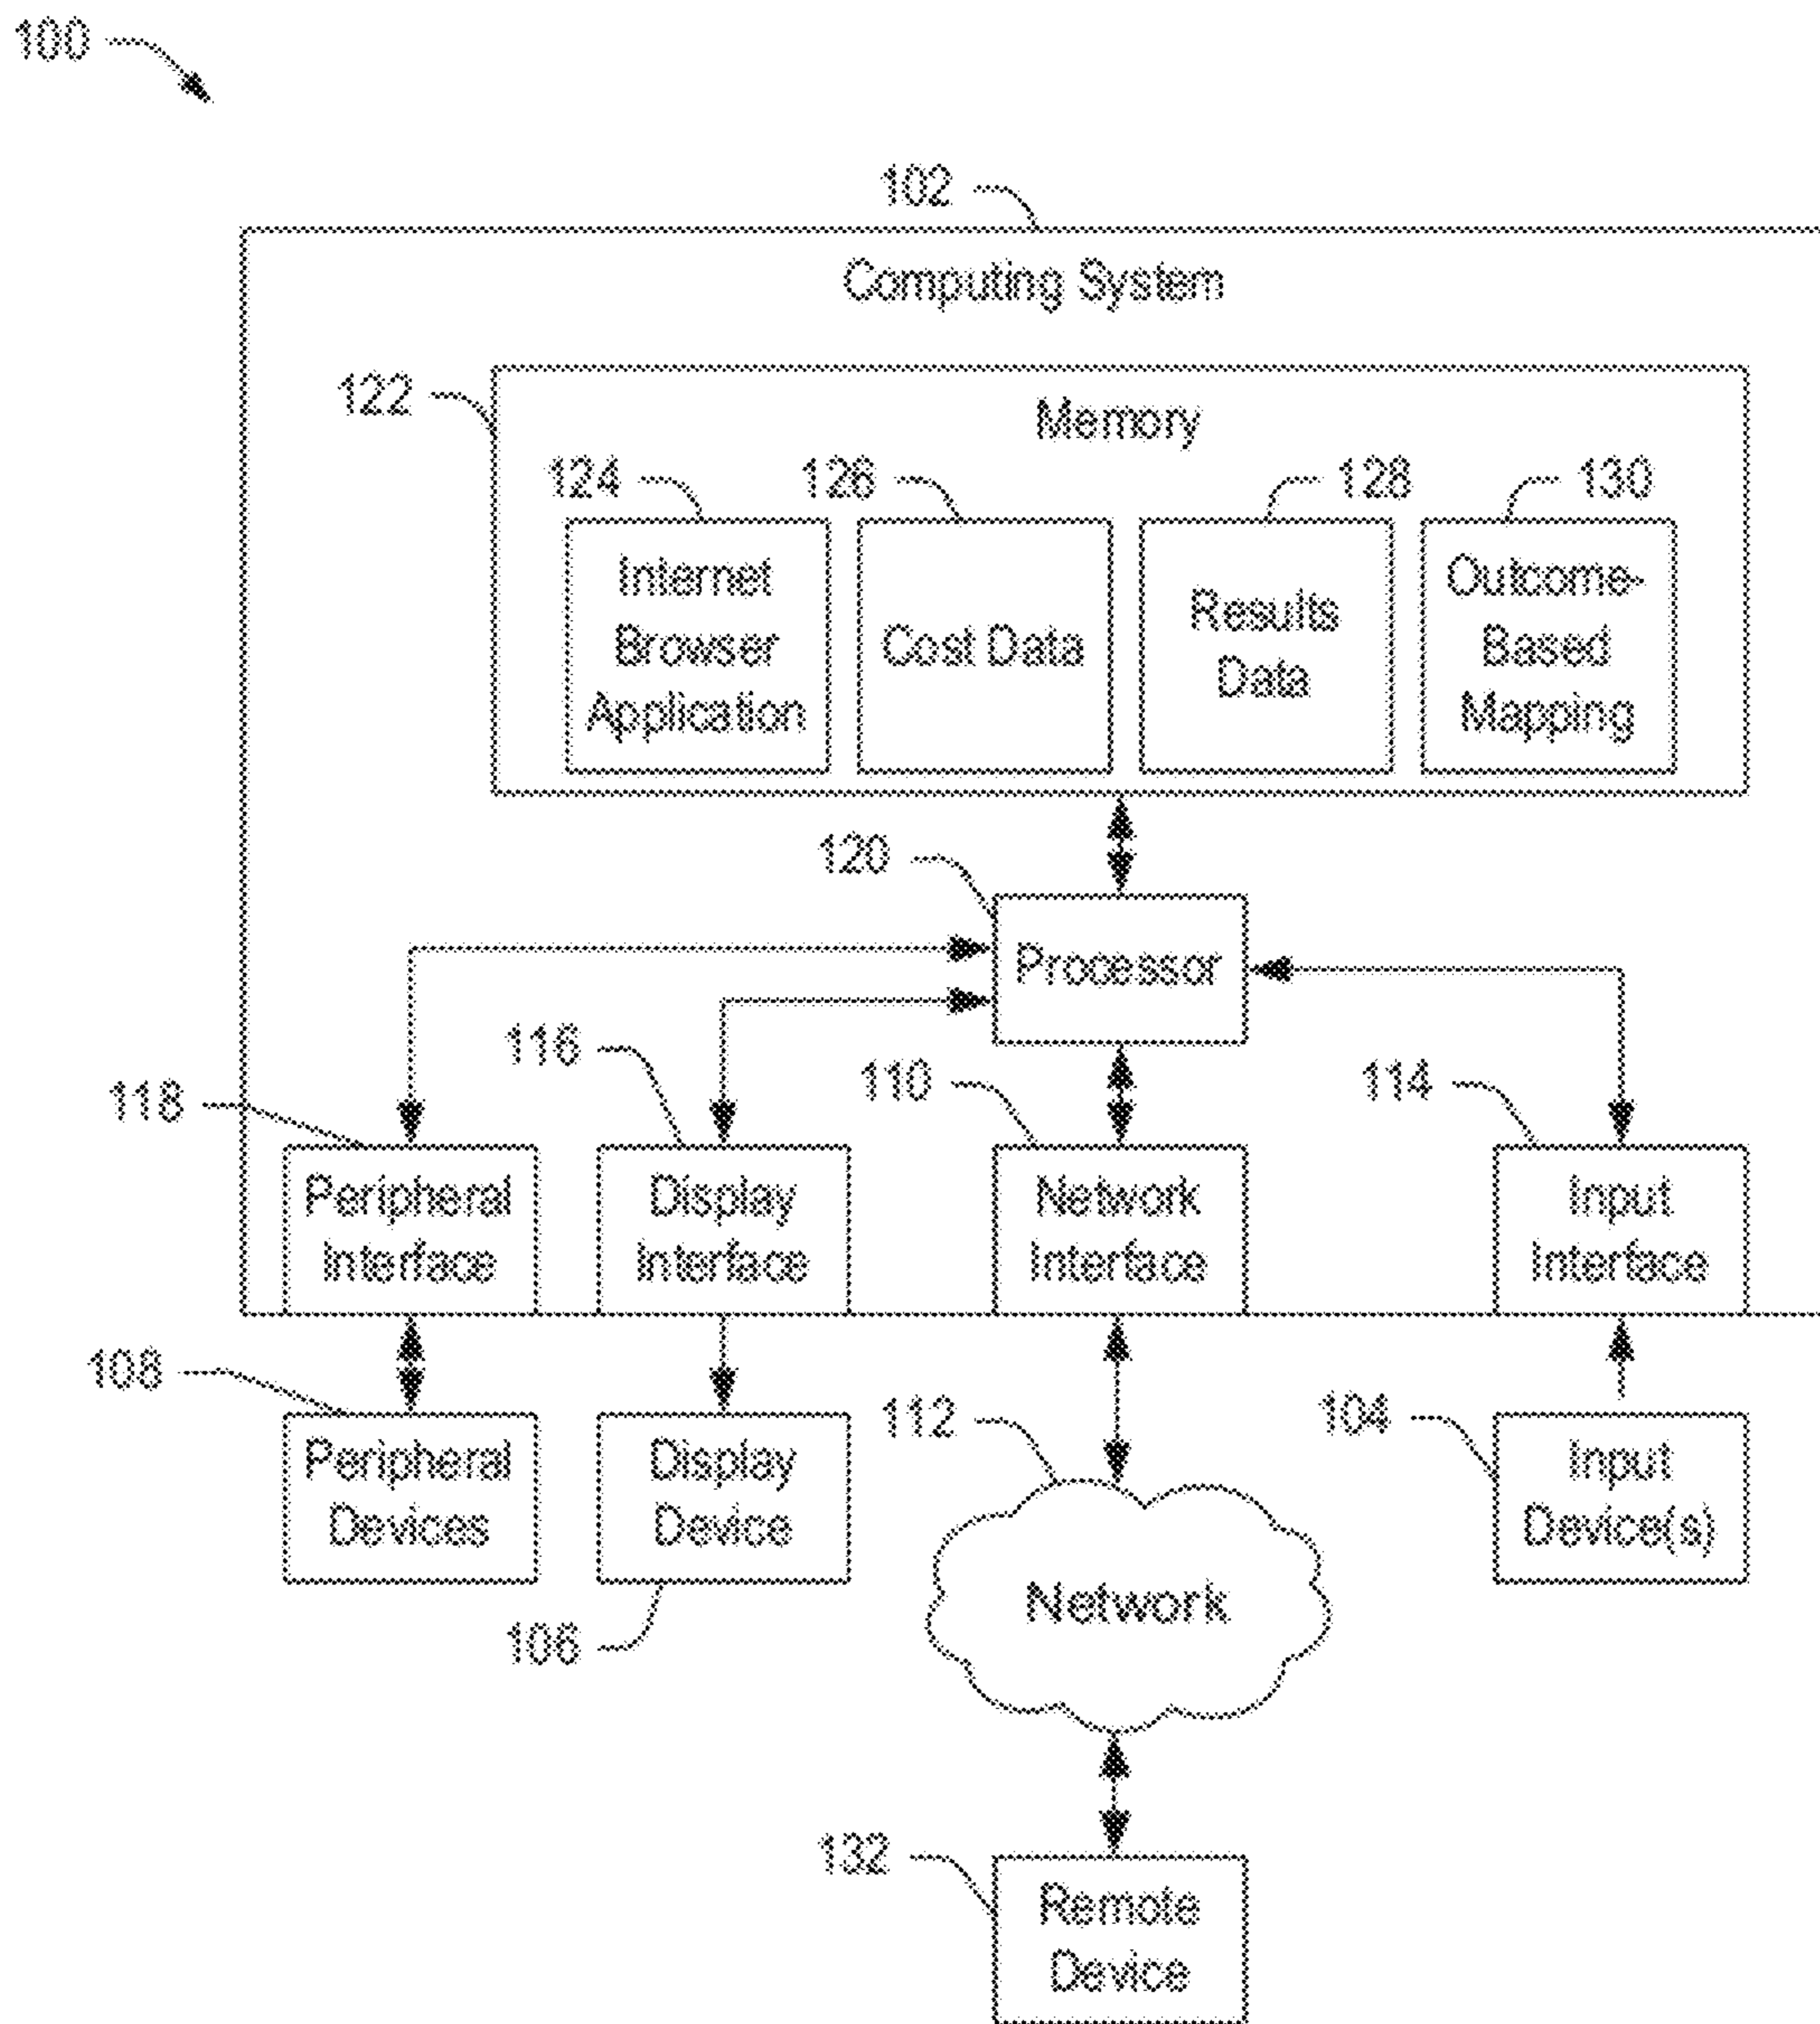 100
102
Computing System
122
Memory
124
126
128
130
Internet
Browser
Application
Cost Data
Results
Data
Outcome-
Based
Mapping
120
Processor
116
110
114
118
Peripheral
Interface
Display
Interface
Network
Interface
Input
Interface
108
112
104
Peripheral
Devices
Display
Device
Input
Device(s)
Network
106
132
Remote
Device